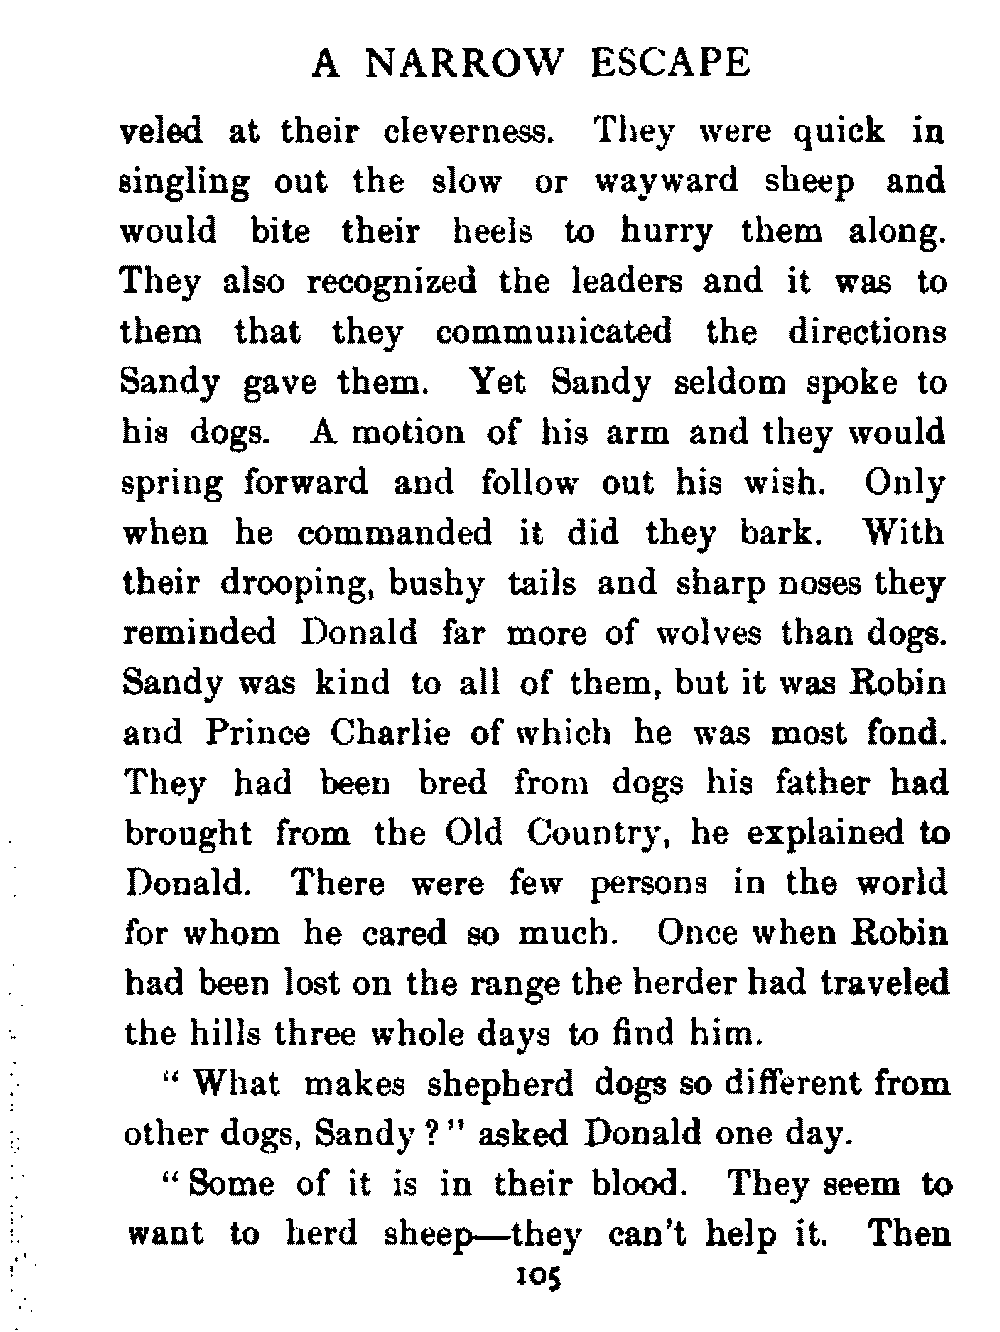 A NARROW ESCAPE
veled at their cleverness. They were quick in
singling out the slow or wayward sheep and
would bite their heels to hurry them along.
They also recognized the leaders and it was to
them that they communicated the directions
Sandy gave them. Yet Sandy seldom spoke to
his dogs. A motion of his arm and they would
spring forward and follow out his wish. Only
when he commanded it did they bark. With
their drooping, bushy tails and sharp noses they
reminded Donald far more of wolves than dogs.
Sandy was kind to all of them, but it was Robin
and Prince Charlie of which he was most fond.
They had been bred from dogs his father had
brought from the Old Country, he explained to
Donald. There were few persons in the world
for whom he cared so much. Once when Robin
had been lost on the range the herder had traveled
the hills three whole days to find him.
“ What makes shepherd dogs so different from
other dogs, Sandy ? ” asked Donald one day.
“ Some of it is in their blood. They seem to
want to herd sheep—they can't help it. Then
105